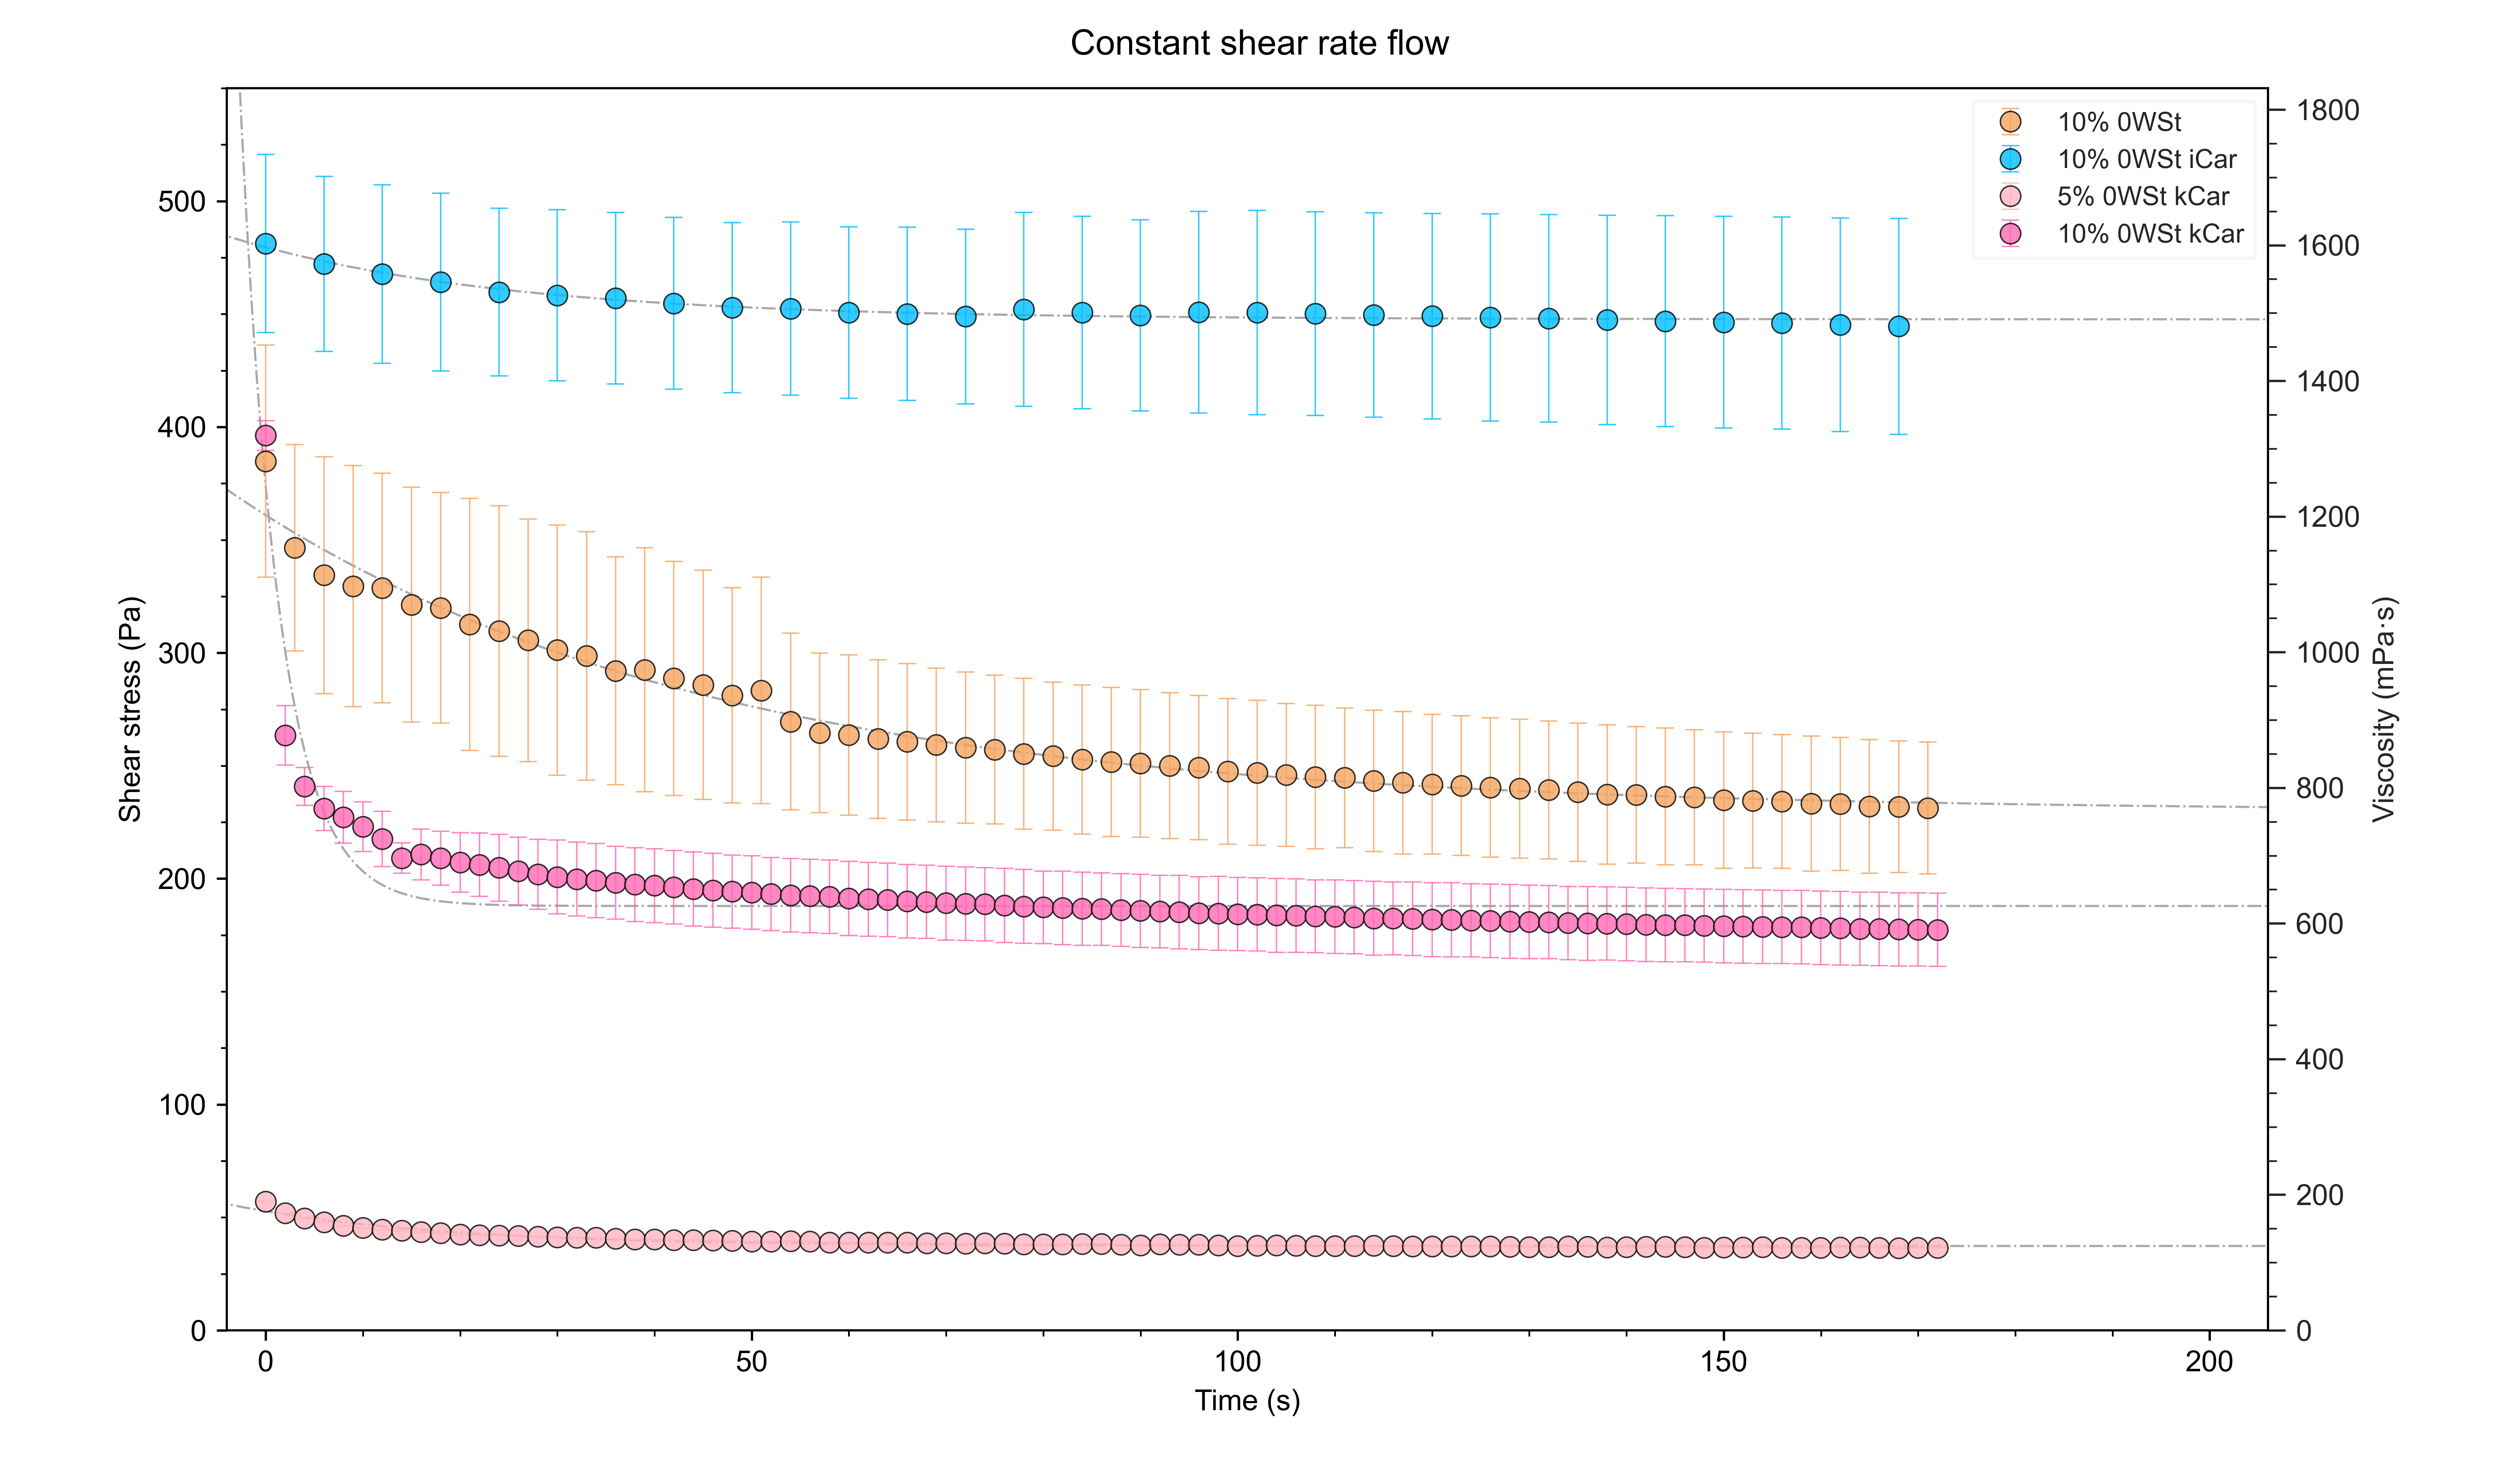 Constant shear rate flow
10% 0WSt
10% 0WSt iCar
5% 0WSt kCar
10% 0WSt kCar
Shear stress (Pa)
500
400
300
200
100
0
1800
1600
1400
1200
1000
800
600
400
200
0
Viscosity (mPa·s)
0 50 100 150 200
Time (s)